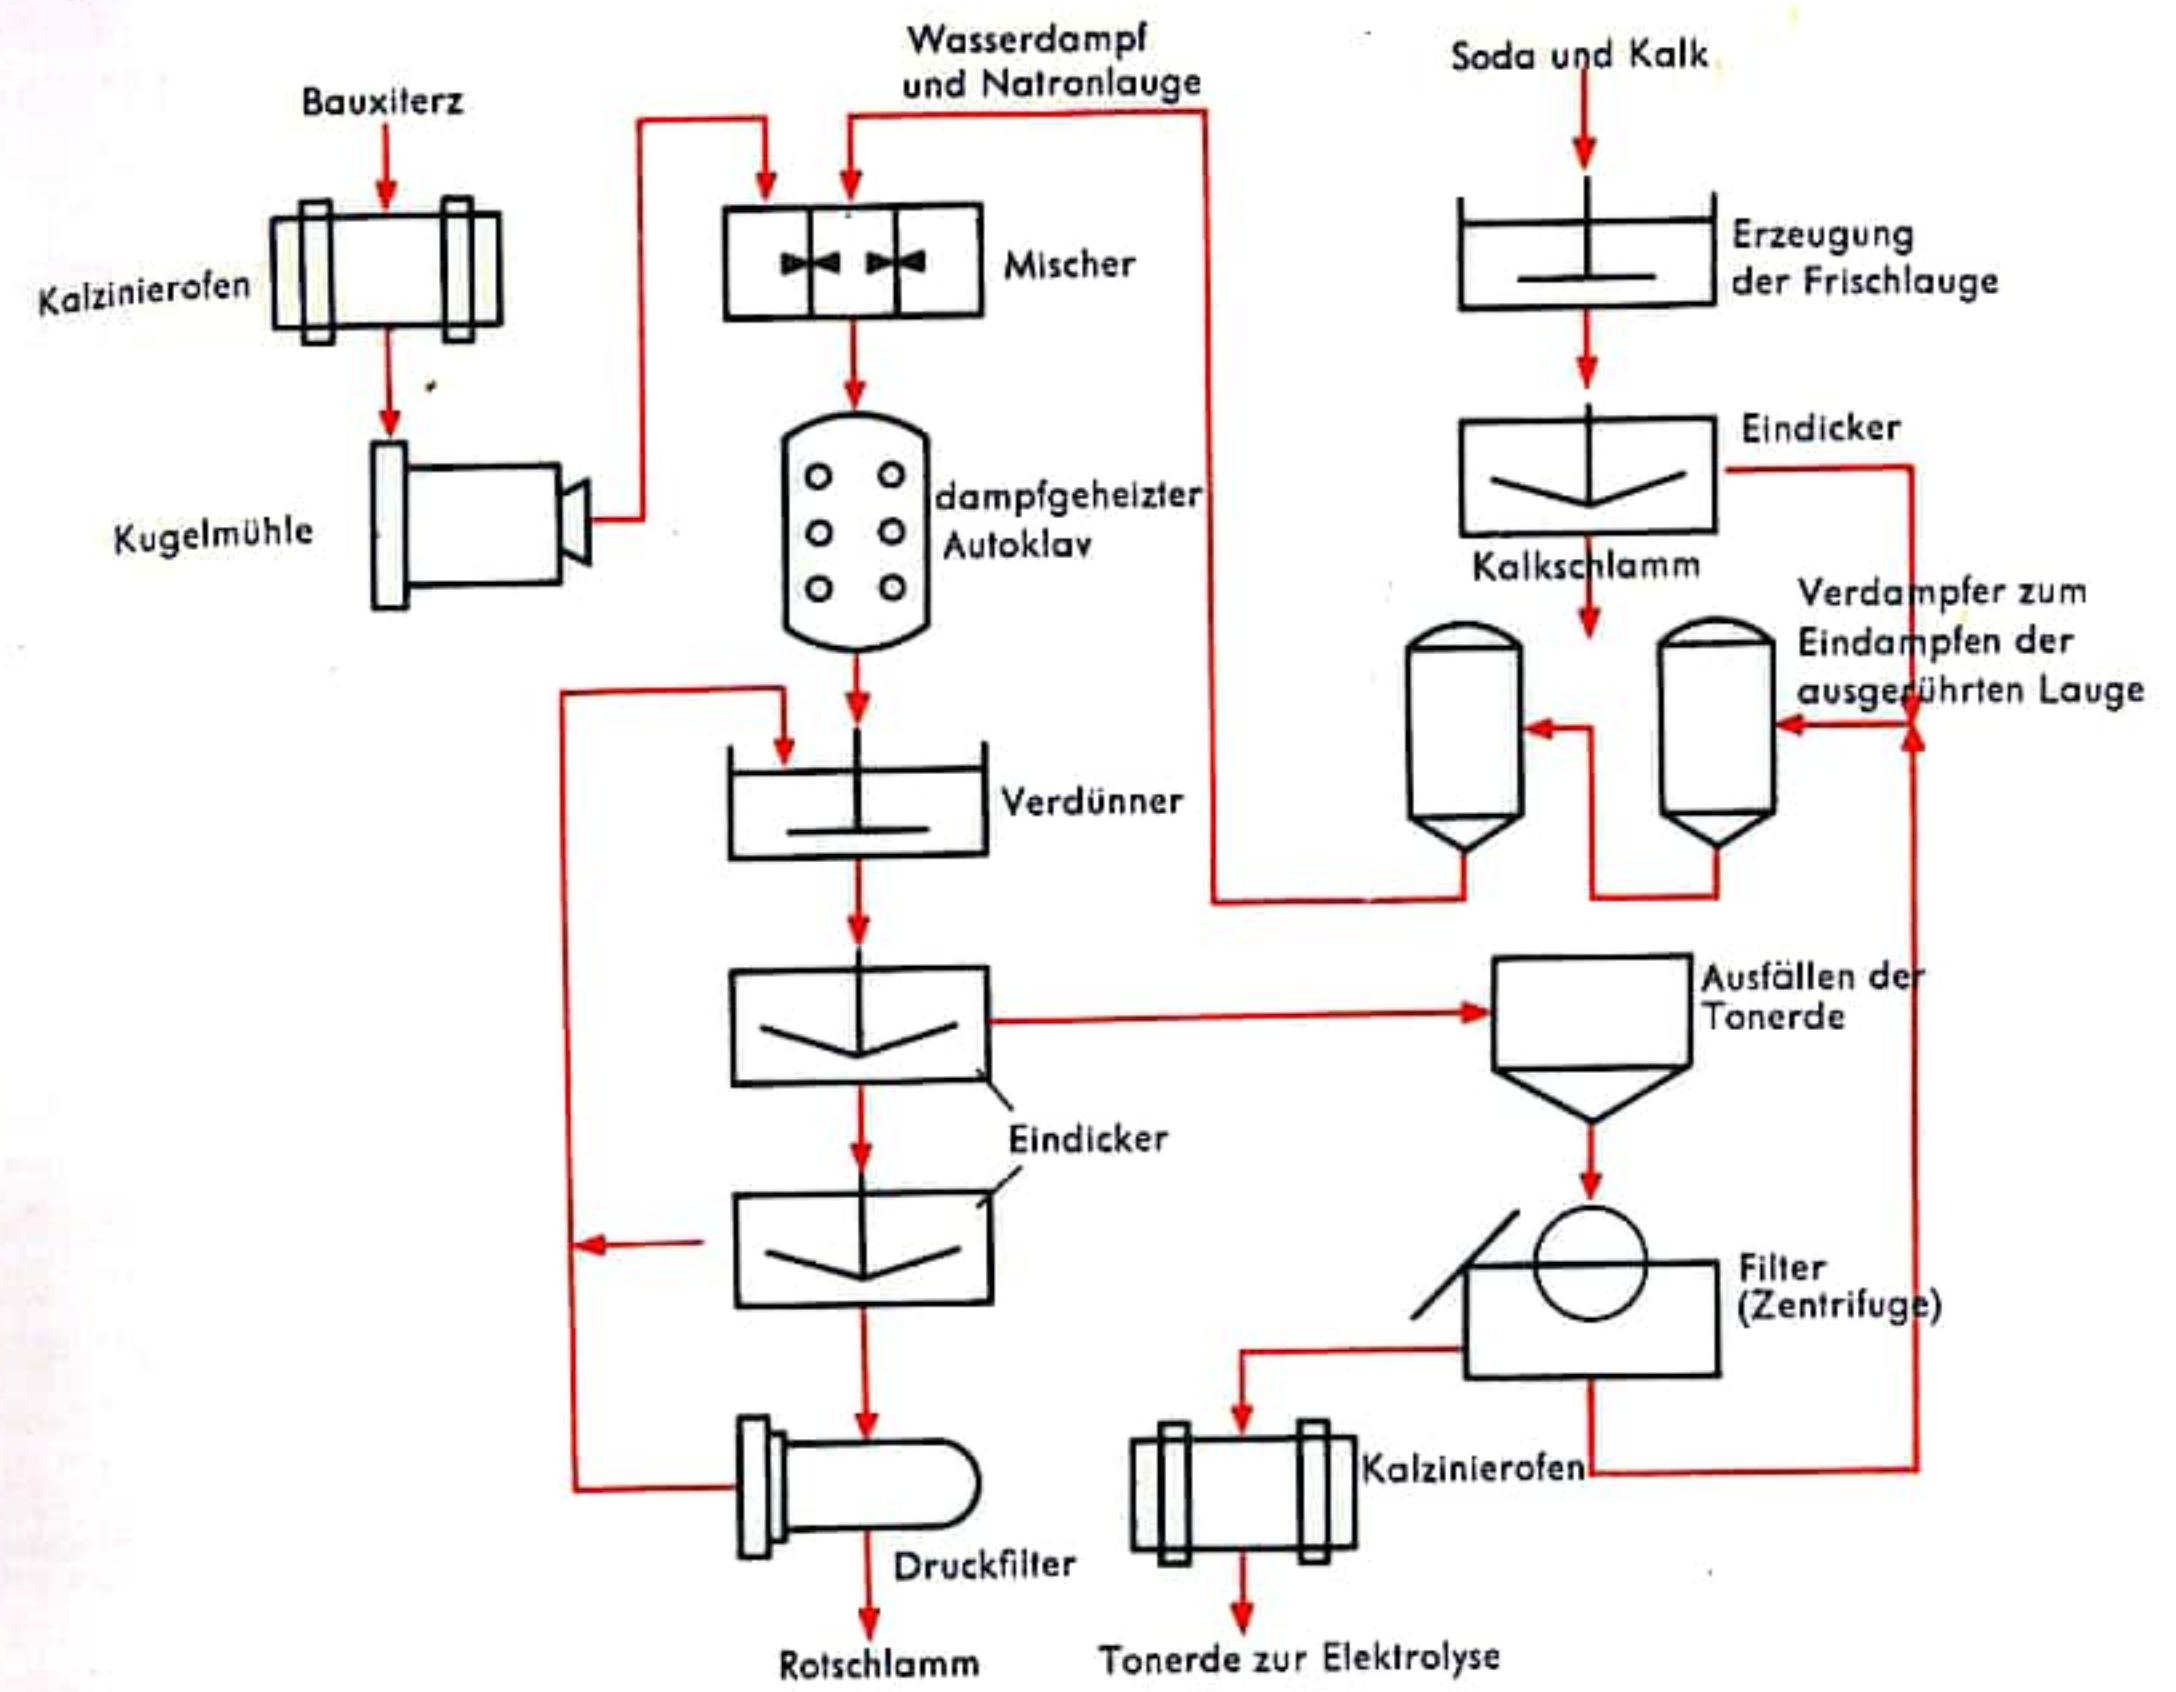 Wasserdampf
und Natronlauge
Soda und Kalk
Bauxiterz
Kalzinierofen
Mischer
Erzeugung
der Frischlauge
Eindicker
Kugelmühle
dampfgeheizter
Autoklav
Kalkschlamm
Verdampfer zum
Eindampfen der
ausgerührten Lauge
Verdünner
Ausfällen der
Tonerde
Eindicker
Filter
(Zentrifuge)
Kalzinierofen
Druckfilter
Rotschlamm
Tonerde zur Elektrolyse